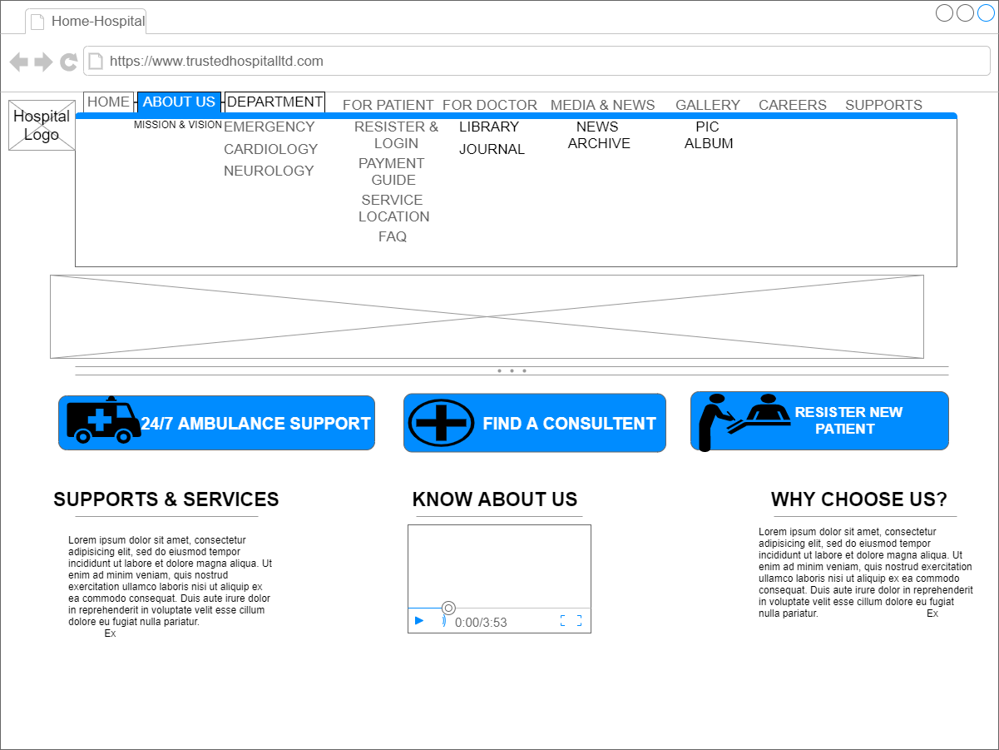 Home-Hospital
https://www.trustedhospitalltd.com
Hospital
Logo
HOME
ABOUT US
DEPARTMENT
FOR PATIENT
FOR DOCTOR
MEDIA & NEWS
GALLERY
CAREERS
SUPPORTS
MISSION & VISION
EMERGENCY
CARDIOLOGY
NEUROLOGY
RESISTER &
LOGIN
PAYMENT
GUIDE
SERVICE
LOCATION
FAQ
LIBRARY
JOURNAL
NEWS
ARCHIVE
PIC
ALBUM
24/7 AMBULANCE SUPPORT
FIND A CONSULTENT
RESISTER NEW
PATIENT
SUPPORTS & SERVICES
Lorem ipsum dolor sit amet, consectetur
adipisicing elit, sed do eiusmod tempor
incididunt ut labore et dolore magna aliqua. Ut
enim ad minim veniam, quis nostrud
exercitation ullamco laboris nisi ut aliquip ex
ea commodo consequat. Duis aute irure dolor
in reprehenderit in voluptate velit esse cillum
dolore eu fugiat nulla pariatur.
Ex
KNOW ABOUT US
0:00/3:53
WHY CHOOSE US?
Lorem ipsum dolor sit amet, consectetur
adipisicing elit, sed do eiusmod tempor
incididunt ut labore et dolore magna aliqua. Ut
enim ad minim veniam, quis nostrud exercitation
ullamco laboris nisi ut aliquip ex ea commodo
consequat. Duis aute irure dolor in reprehenderit
in voluptate velit esse cillum dolore eu fugiat
nulla pariatur. Ex